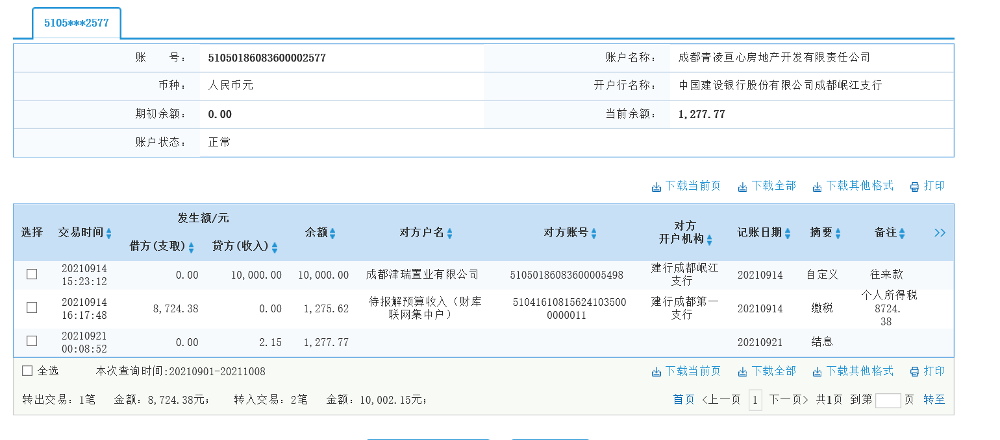 5105***2577
账 号： 51050186083600002577 账户名称： 成都青凌亘心房地产开发有限责任公司
币种： 人民币元 开户行名称： 中国建设银行股份有限公司成都岷江支行
期初余额： 0.00 当前余额： 1,277.77
账户状态： 正常
下载当前页 下载全部 下载其他格式 打印
选择 交易时间 发生额/元 余额 对方户名 对方账号 对方 记账日期 摘要 备注 >>
借方(支取) 贷方(收入) 开户机构
20210914 0.00 10,000.00 10,000.00 成都津瑞置业有限公司 51050186083600005498 建行成都岷江 20210914 自定义 往来款
15:23:12 支行
20210914 8,724.38 0.00 1,275.62 待报解预算收入（财库 51041610815624103500 建行成都第一 20210914 缴税 个人所得税
16:17:48 联网集中户） 0000011 支行 8724.
38
20210921 0.00 2.15 1,277.77 20210921 结息
00:08:52
全选 本次查询时间:20210901-20211008 下载当前页 下载全部 下载其他格式 打印
转出交易：1笔 金额：8,724.38元； 转入交易：2笔 金额：10,002.15元； 首页 <上一页 1 下一页> 共1页 到第 页 转至